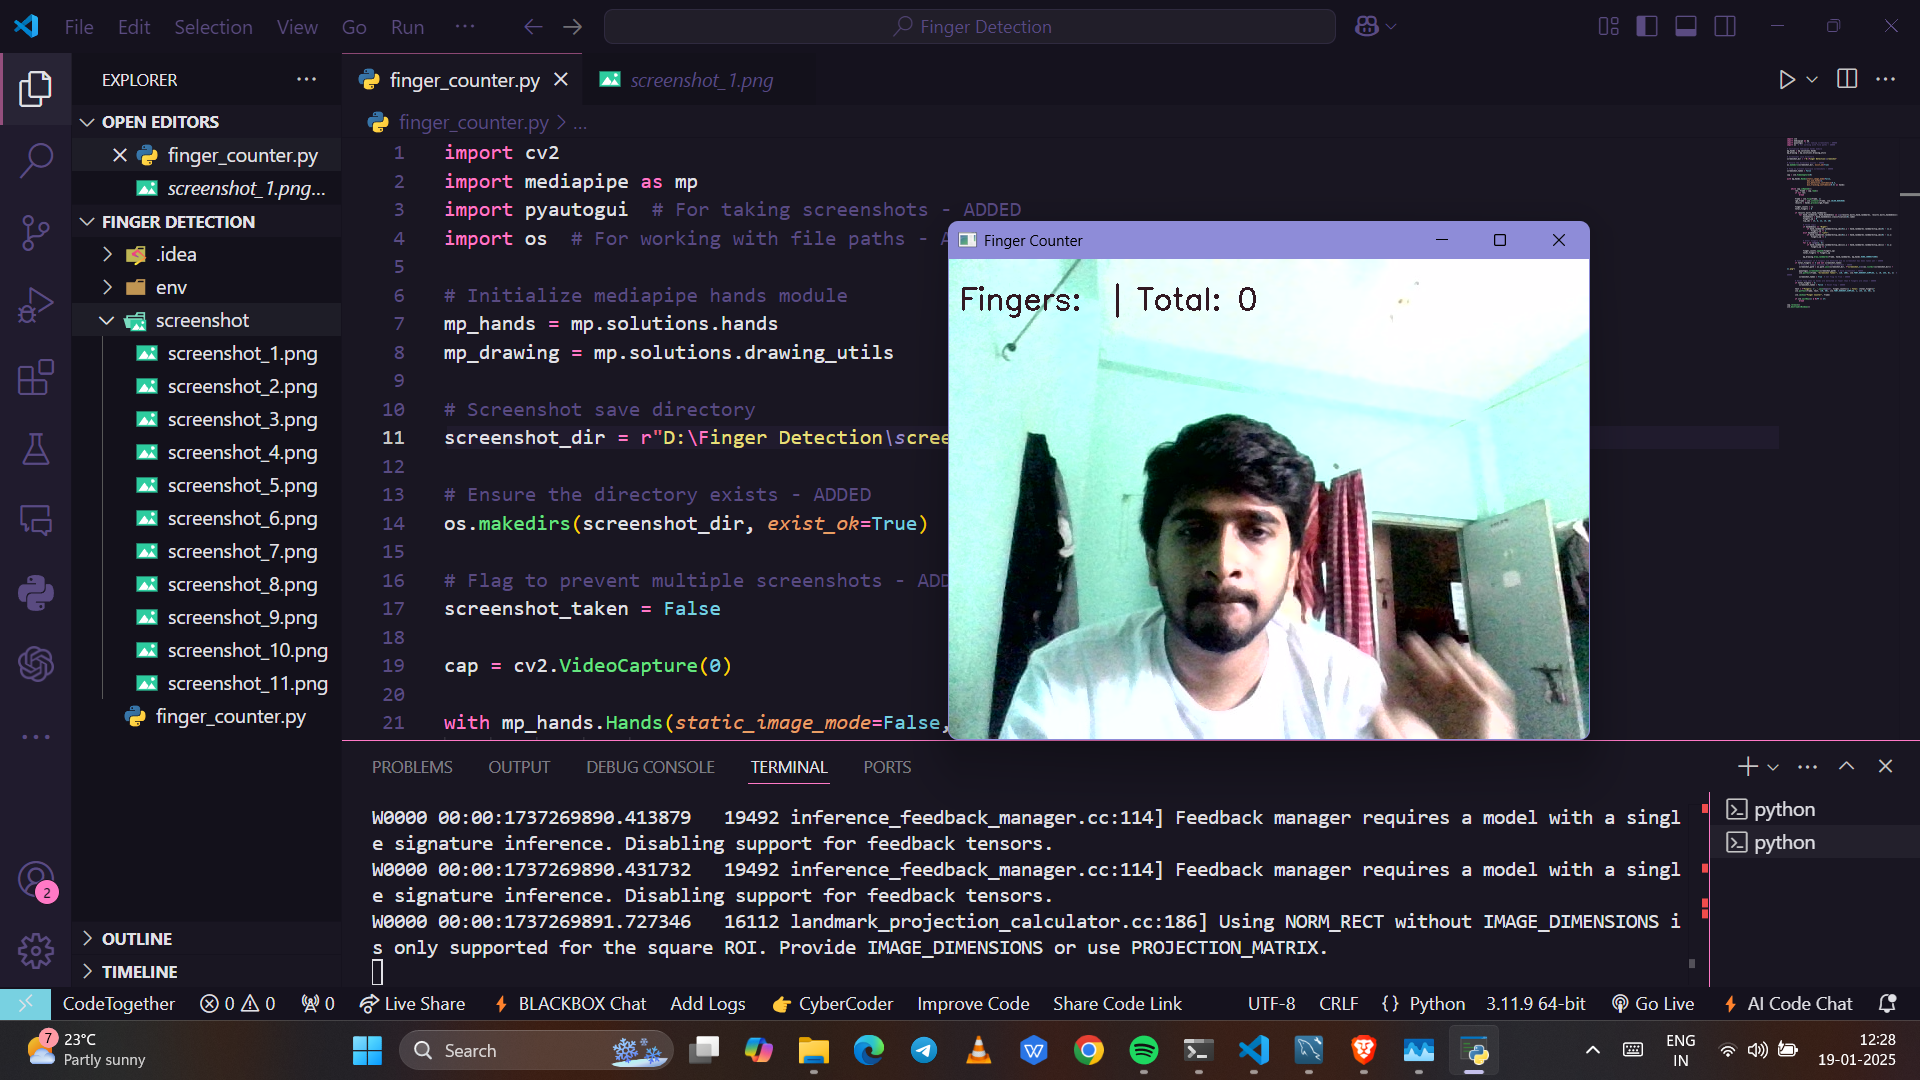 File Edit Selection View Go Run ···
Finger Detection
EXPLORER
OPEN EDITORS
finger_counter.py
screenshot_1.png...
FINGER DETECTION
.idea
env
screenshot
screenshot_1.png
screenshot_2.png
screenshot_3.png
screenshot_4.png
screenshot_5.png
screenshot_6.png
screenshot_7.png
screenshot_8.png
screenshot_9.png
screenshot_10.png
screenshot_11.png
finger_counter.py
OUTLINE
TIMELINE
2
finger_counter.py
screenshot_1.png
finger_counter.py > ...
1 import cv2
2 import mediapipe as mp
3 import pyautogui # For taking screenshots - ADDED
4 import os # For working with file paths - A
5
6 # Initialize mediapipe hands module
7 mp_hands = mp.solutions.hands
8 mp_drawing = mp.solutions.drawing_utils
9
10 # Screenshot save directory
11 screenshot_dir = r"D:\Finger Detection\scree
12
13 # Ensure the directory exists - ADDED
14 os.makedirs(screenshot_dir, exist_ok=True)
15
16 # Flag to prevent multiple screenshots - ADD
17 screenshot_taken = False
18
19 cap = cv2.VideoCapture(0)
20
21 with mp_hands.Hands(static_image_mode=False,
Finger Counter
Fingers: | Total: 0
PROBLEMS OUTPUT DEBUG CONSOLE TERMINAL PORTS
W0000 00:00:1737269890.413879 19492 inference_feedback_manager.cc:114] Feedback manager requires a model with a singl
e signature inference. Disabling support for feedback tensors.
W0000 00:00:1737269890.431732 19492 inference_feedback_manager.cc:114] Feedback manager requires a model with a singl
e signature inference. Disabling support for feedback tensors.
W0000 00:00:1737269891.727346 16112 landmark_projection_calculator.cc:186] Using NORM_RECT without IMAGE_DIMENSIONS i
s only supported for the square ROI. Provide IMAGE_DIMENSIONS or use PROJECTION_MATRIX.
python
python
CodeTogether 0 0 0 Live Share BLACKBOX Chat Add Logs CyberCoder Improve Code Share Code Link UTF-8 CRLF {} Python 3.11.9 64-bit Go Live AI Code Chat
7
23°C
Partly sunny
Search
ENG
IN
12:28
19-01-2025